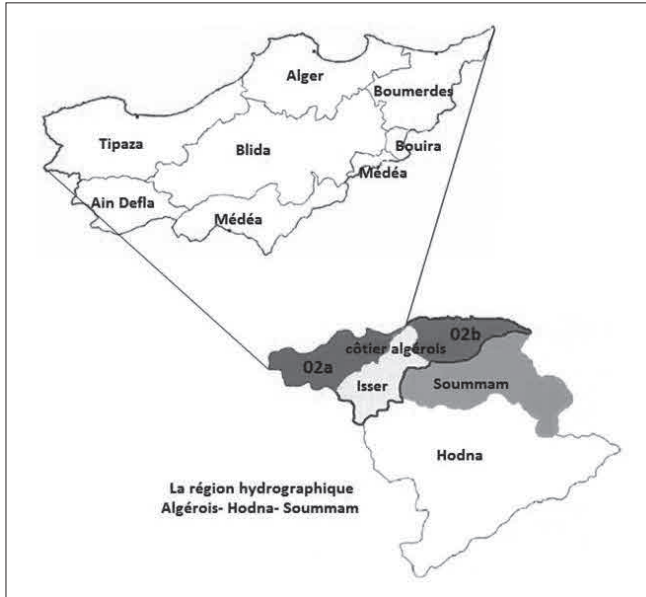 Alger
Boumerdes
Tipaza
Blida
Bouira
Médéa
Ain Defla
Médéa
02b
côtier algérois
02a
Isser
Soummam
Hodna
La région hydrographique
Algérois- Hodna- Soummam